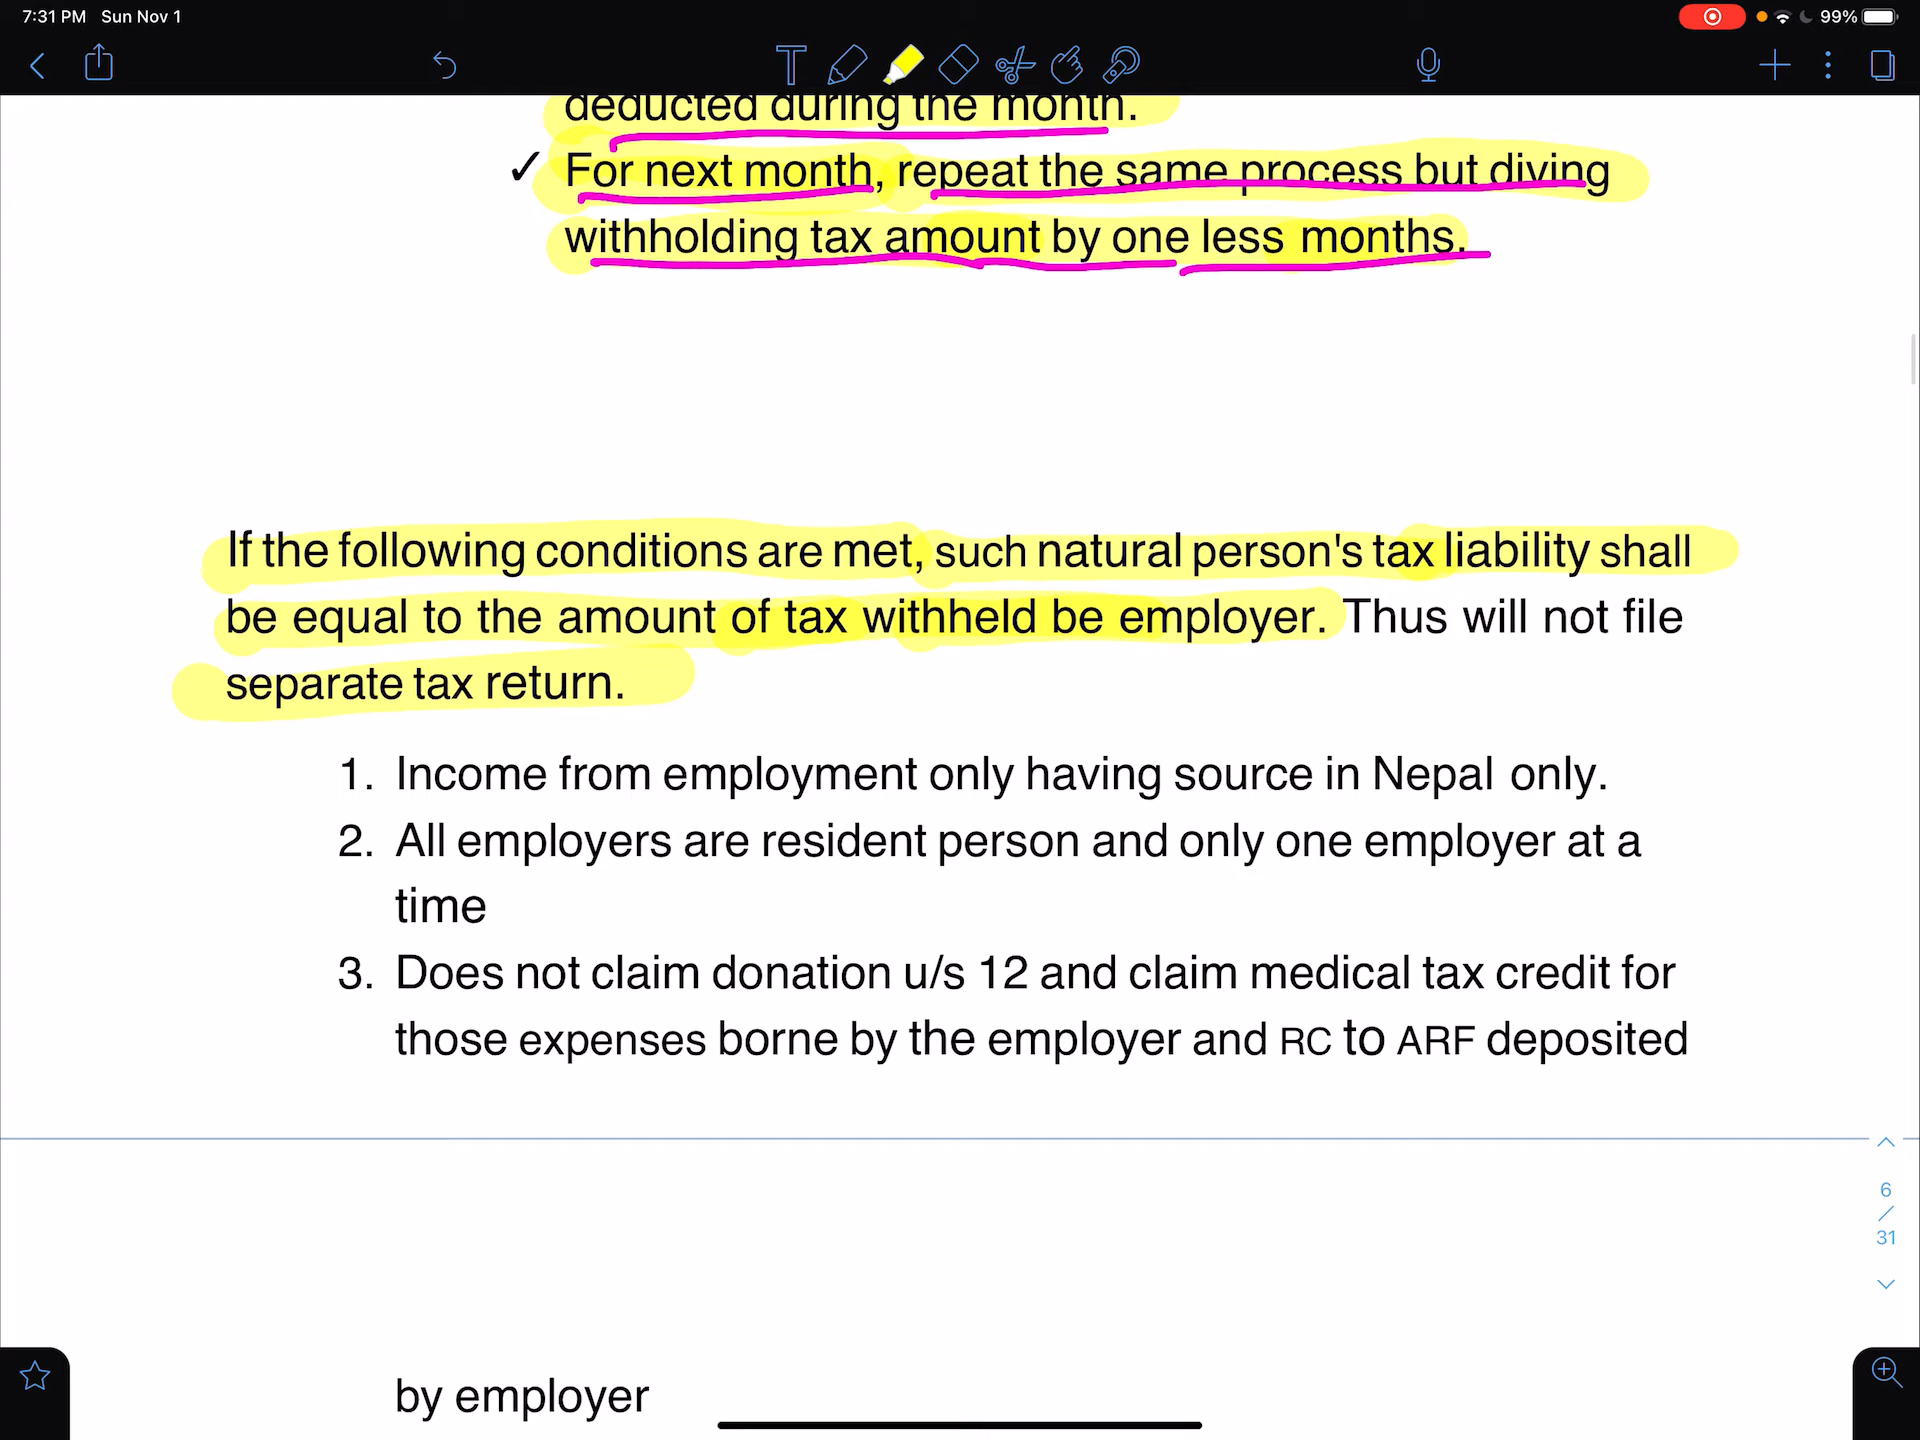 7:31 PM Sun Nov 1
99%
deducted during the month.
✓ For next month, repeat the same process but diving
withholding tax amount by one less months.
If the following conditions are met, such natural person's tax liability shall
be equal to the amount of tax withheld be employer. Thus will not file
separate tax return.
1. Income from employment only having source in Nepal only.
2. All employers are resident person and only one employer at a
time
3. Does not claim donation u/s 12 and claim medical tax credit for
those expenses borne by the employer and RC to ARF deposited
6
/
31
by employer